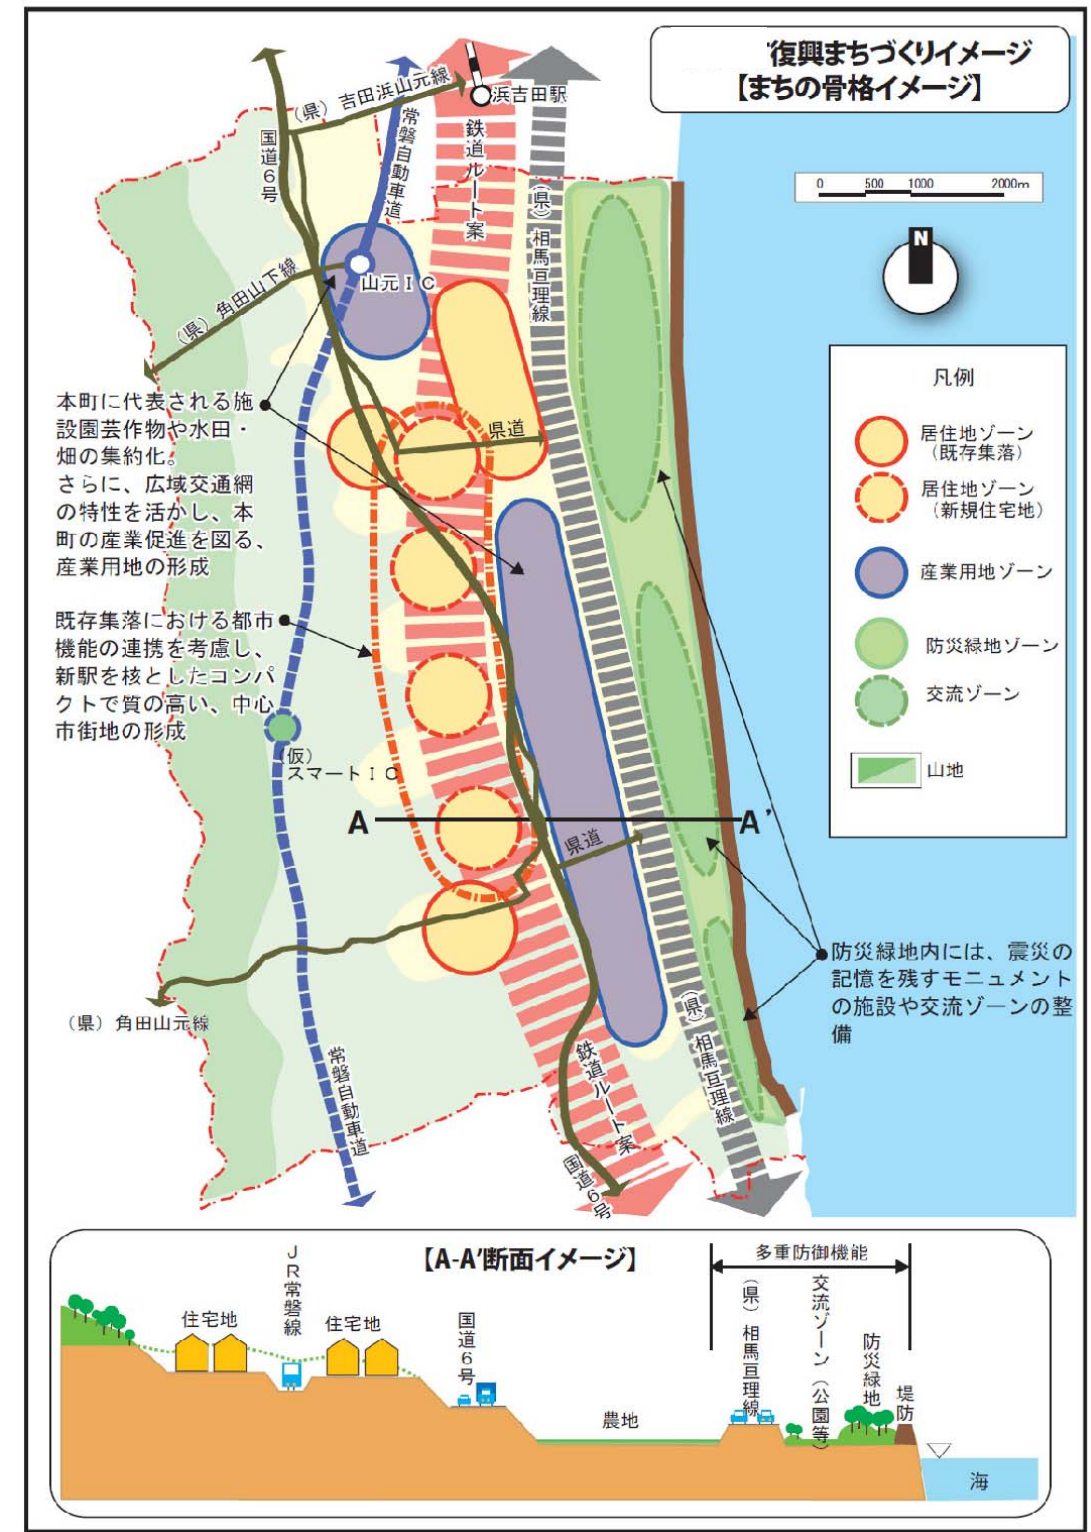 復興まちづくりイメージ
【まちの骨格イメージ】
(県)吉田浜山元線
浜吉田駅
国道6号
常磐自動車道
鉄道ルート案
(県)相馬亘理線
0 500 1000 2000m
N
山元IC
(県)角田山下線
凡例
居住地ゾーン
(既存集落)
居住地ゾーン
(新規住宅地)
産業用地ゾーン
防災緑地ゾーン
交流ゾーン
山地
本町に代表される施
設園芸作物や水田・
畑の集約化。
さらに、広域交通網
の特性を活かし、本
町の産業促進を図る、
産業用地の形成
県道
既存集落における都市
機能の連携を考慮し、
新駅を核としたコンパ
クトで質の高い、中心
市街地の形成
(仮)
スマートIC
A
A'
県道
防災緑地内には、震災の
記憶を残すモニュメント
の施設や交流ゾーンの整
備
(県)角田山元線
常磐自動車道
鉄道ルート案
(県)相馬亘理線
国道6号
【A-A'断面イメージ】
多重防御機能
住宅地
JR常磐線
住宅地
国道6号
農地
(県)相馬亘理線
交流ゾーン(公園等)
防災緑地
堤防
海